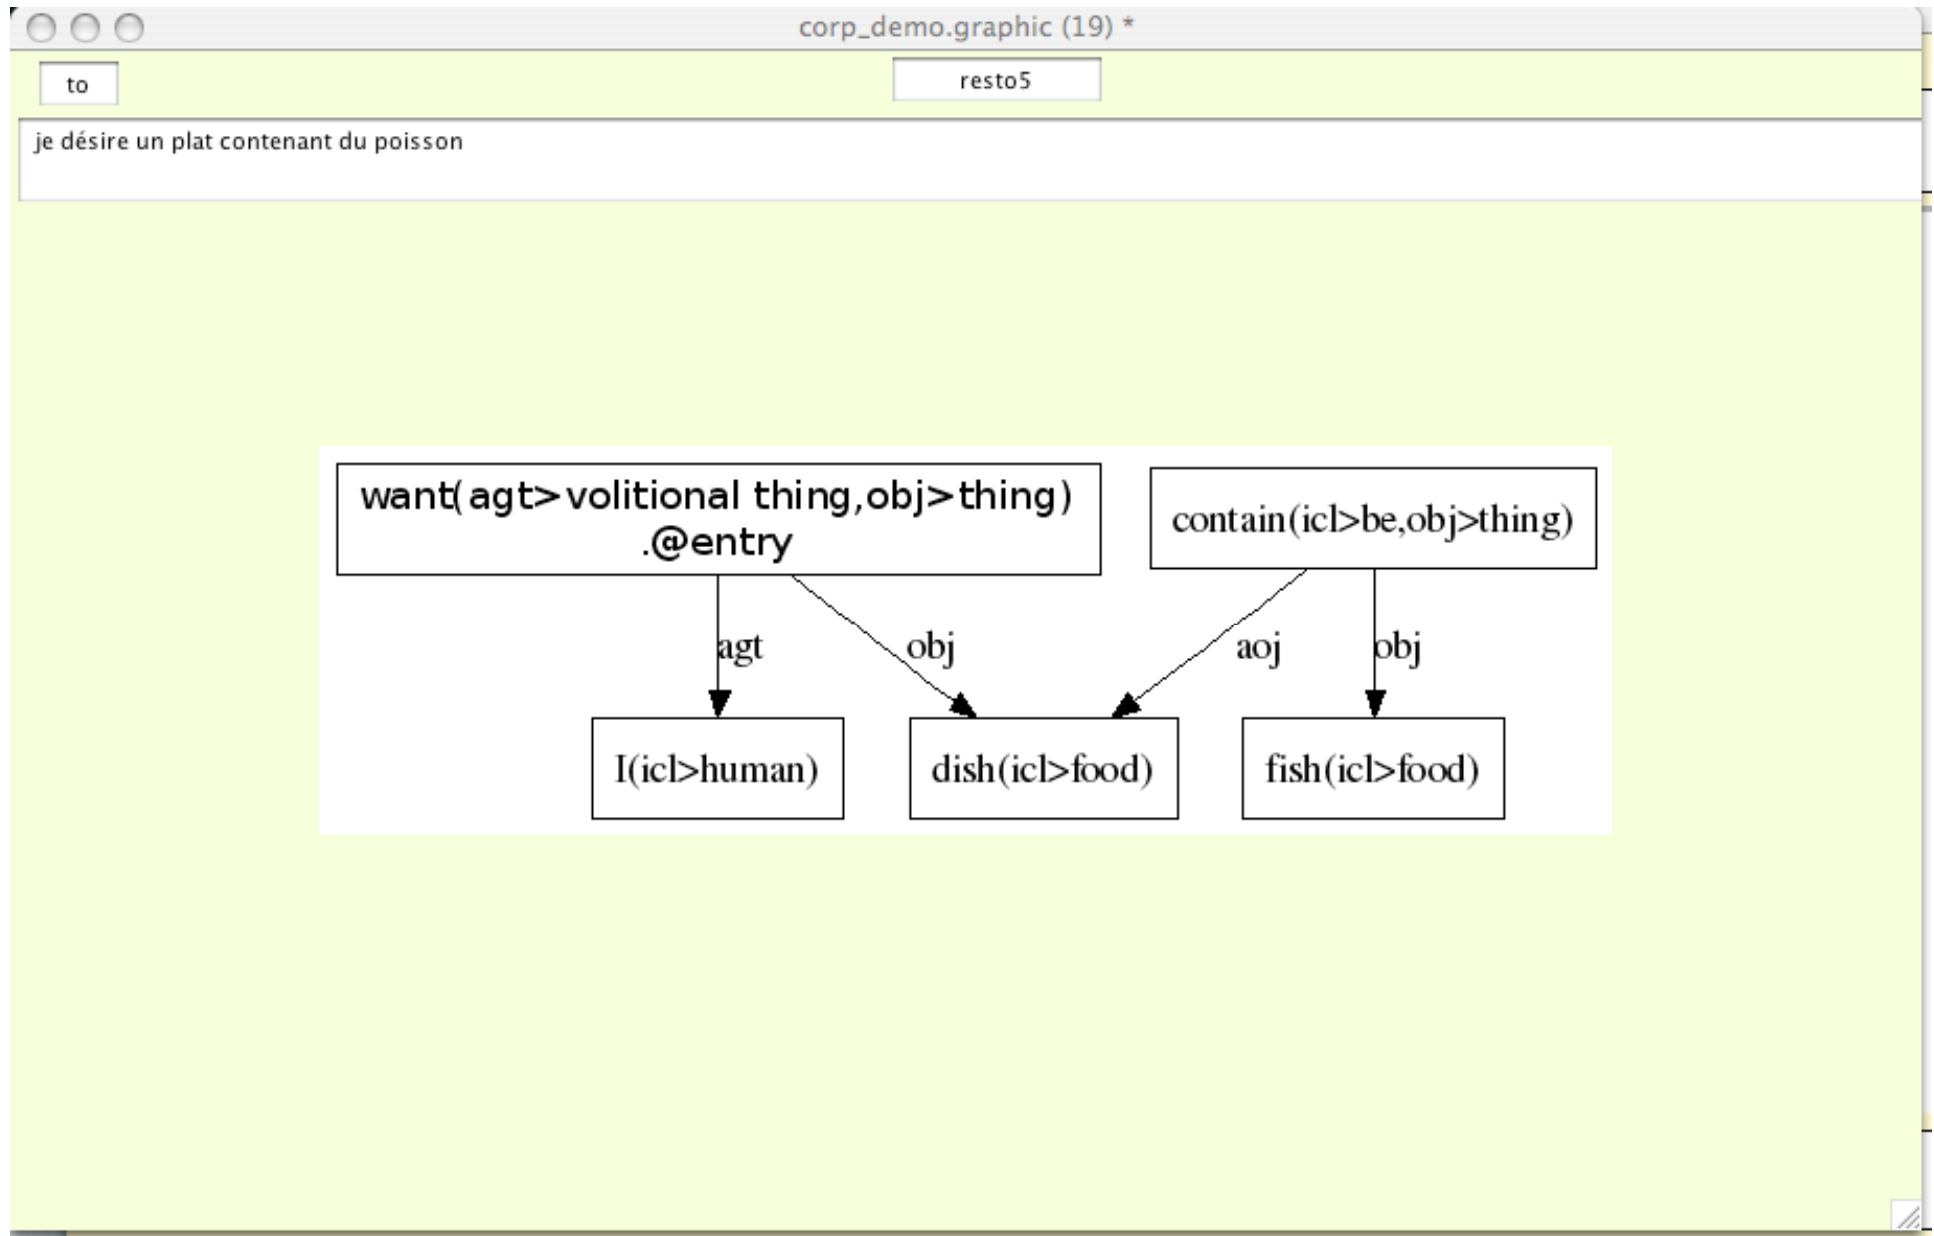 corp_demo.graphic (19) *
to
resto5
je désire un plat contenant du poisson
want(agt>volitional thing,obj>thing)
.@entry
contain(icl>be,obj>thing)
agt
obj
aoj
obj
I(icl>human)
dish(icl>food)
fish(icl>food)